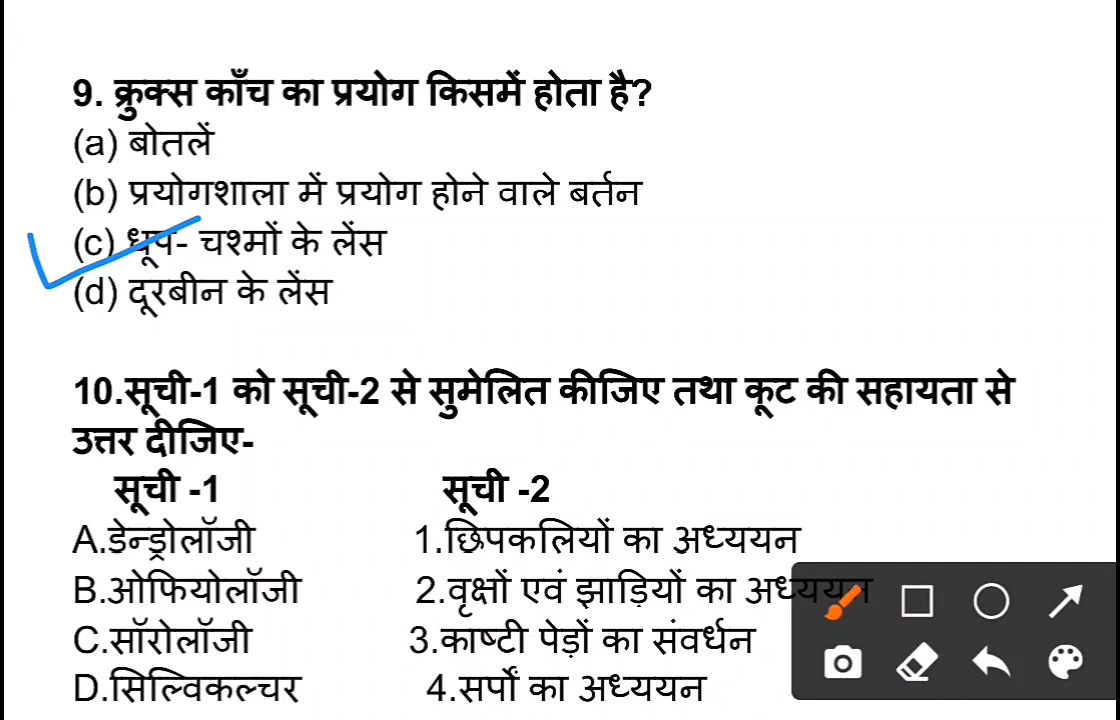 9. क्रुक्स काँच का प्रयोग किसमें होता है?
(a) बोतलें
(b) प्रयोगशाला में प्रयोग होने वाले बर्तन
(c) धूप- चश्मों के लेंस
(d) दूरबीन के लेंस
10.सूची-1 को सूची-2 से सुमेलित कीजिए तथा कूट की सहायता से
उत्तर दीजिए-
सूची -1 सूची -2
A.डेन्ड्रोलॉजी 1.छिपकलियों का अध्ययन
B.ओफियोलॉजी 2.वृक्षों एवं झाड़ियों का अध्ययन
C.सॉरोलॉजी 3.काष्टी पेड़ों का संवर्धन
D.सिल्विकल्चर 4.सर्पों का अध्ययन